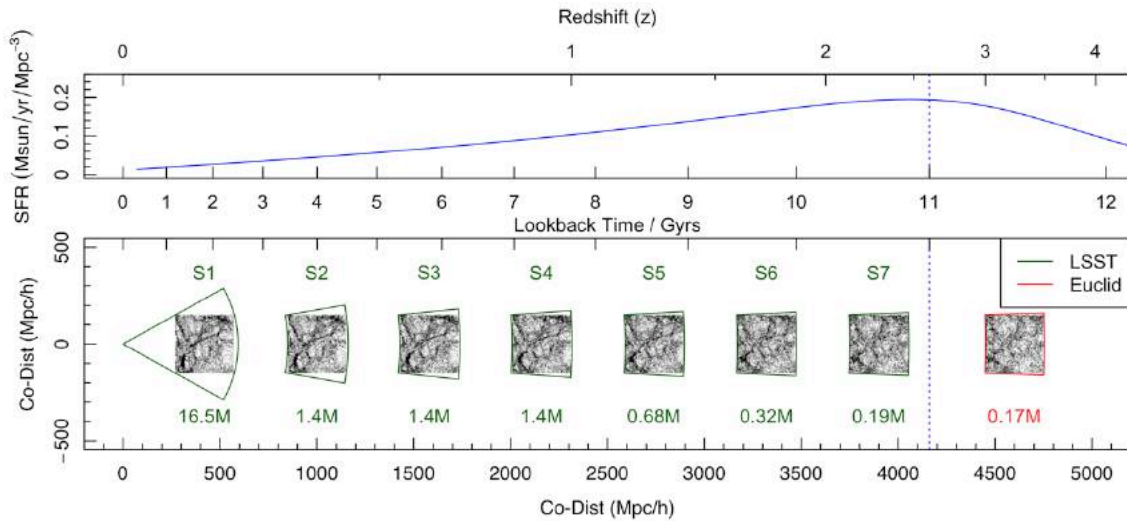 Redshift (z)
0 1 2 3 4
SFR (Msun/yr/Mpc⁻³)
0 0.1 0.2
0 1 2 3 4 5 6 7 8 9 10 11 12
Lookback Time / Gyrs
Co-Dist (Mpc/h)
−500 0 500
S1 S2 S3 S4 S5 S6 S7
LSST
Euclid
16.5M 1.4M 1.4M 1.4M 0.68M 0.32M 0.19M 0.17M
0 500 1000 1500 2000 2500 3000 3500 4000 4500 5000
Co-Dist (Mpc/h)